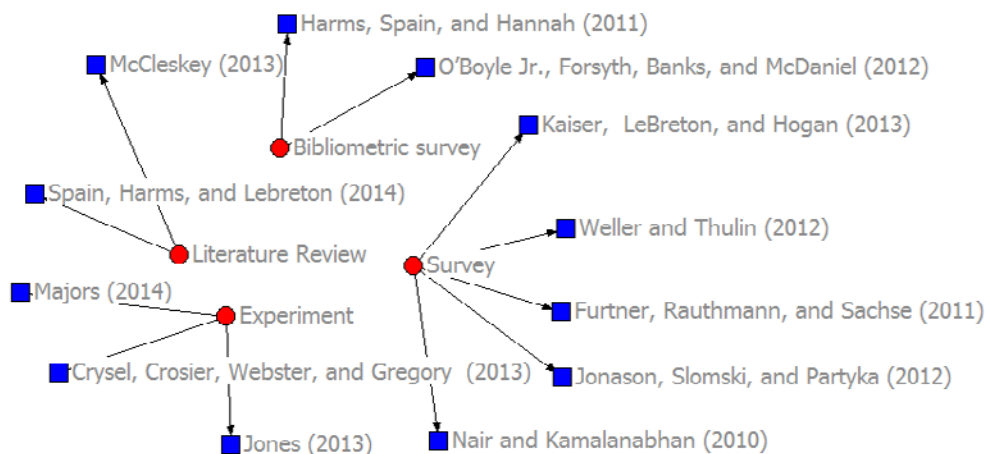 Harms, Spain, and Hannah (2011)
McCleskey (2013)
O'Boyle Jr., Forsyth, Banks, and McDaniel (2012)
Kaiser, LeBreton, and Hogan (2013)
Bibliometric survey
Spain, Harms, and Lebreton (2014)
Weller and Thulin (2012)
Literature Review
Survey
Majors (2014)
Experiment
Furtner, Rauthmann, and Sachse (2011)
Crysel, Crosier, Webster, and Gregory (2013)
Jonason, Slomski, and Partyka (2012)
Jones (2013)
Nair and Kamalanabhan (2010)